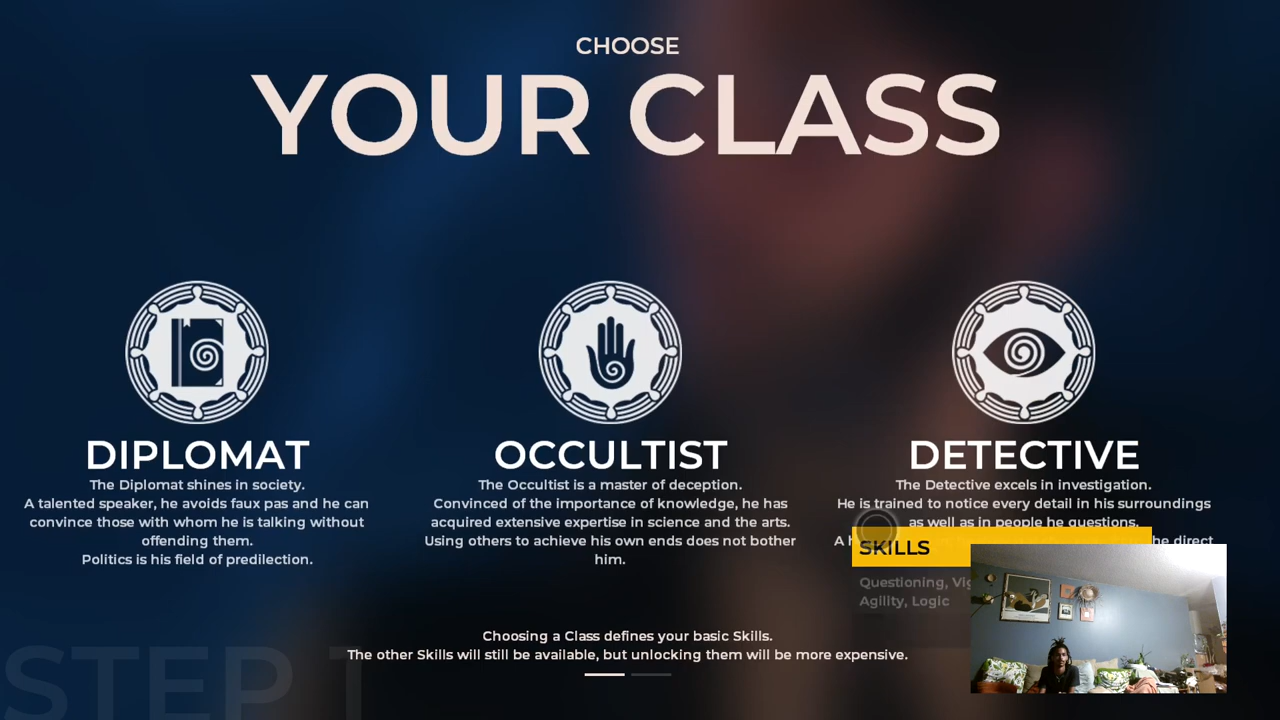 CHOOSE
YOUR CLASS
DIPLOMAT
The Diplomat shines in society.
A talented speaker, he avoids faux pas and he can
convince those with whom he is talking without
offending them.
Politics is his field of predilection.
OCCULTIST
The Occultist is a master of deception.
Convinced of the importance of knowledge, he has
acquired extensive expertise in science and the arts.
Using others to achieve his own ends does not bother
him.
DETECTIVE
The Detective excels in investigation.
He is trained to notice every detail in his surroundings
as well as in people he questions.
direct
SKILLS
Questioning,
Agility, Logic
Choosing a Class defines your basic Skills.
The other Skills will still be available, but unlocking them will be more expensive.
STEP